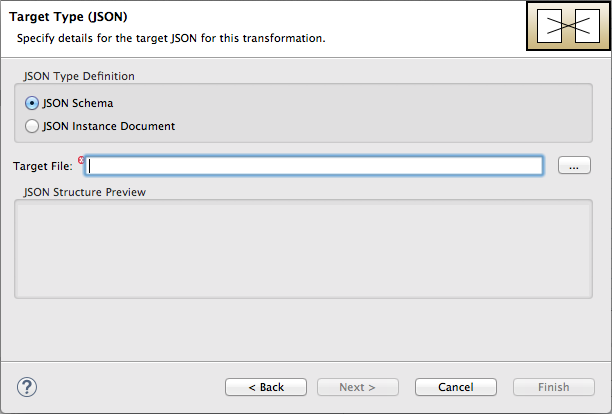 Target Type (JSON)
Specify details for the target JSON for this transformation.
JSON Type Definition
JSON Schema
JSON Instance Document
Target File:
...
JSON Structure Preview
?
< Back
Next >
Cancel
Finish